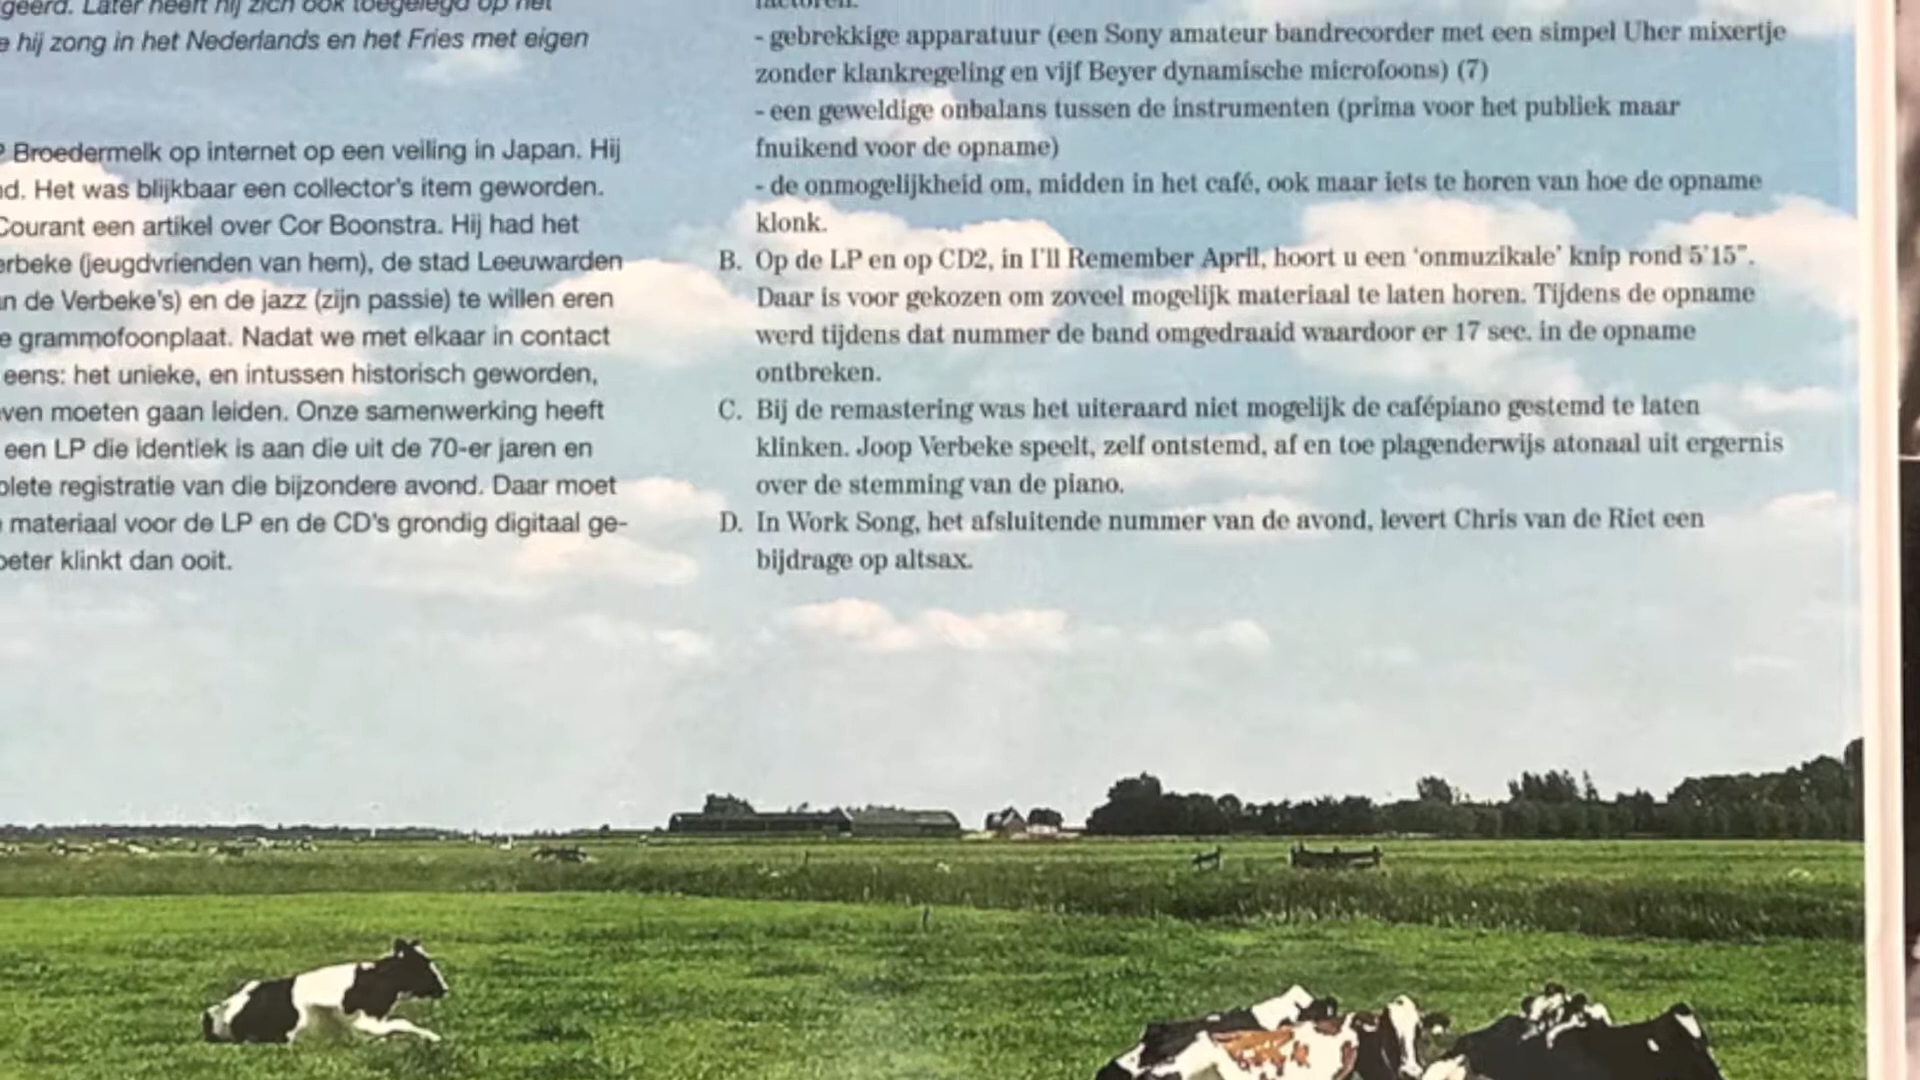 geerd. Later heeft hij zich ook toegelegd op het
hij zong in het Nederlands en het Fries met eigen
Broedermelk op internet op een veiling in Japan. Hij
Het was blijkbaar een collector's item geworden.
Courant een artikel over Cor Boonstra. Hij had het
erbeke (jeugdvrienden van hem), de stad Leeuwarden
de Verbeke's) en de jazz (zijn passie) te willen eren
e grammofoonplaat. Nadat we met elkaar in contact
eens: het unieke, en intussen historisch geworden,
ven moeten gaan leiden. Onze samenwerking heeft
een LP die identiek is aan die uit de 70-er jaren en
plete registratie van die bijzondere avond. Daar moet
materiaal voor de LP en de CD's grondig digitaal ge-
beter klinkt dan ooit.
factoren.
- gebrekkige apparatuur (een Sony amateur bandrecorder met een simpel Uher mixertje
zonder klankregeling en vijf Beyer dynamische microfoons) (7)
- een geweldige onbalans tussen de instrumenten (prima voor het publiek maar
fnuikend voor de opname)
- de onmogelijkheid om, midden in het café, ook maar iets te horen van hoe de opname
klonk.
B. Op de LP en op CD2, in I'll Remember April, hoort u een 'onmuzikale' knip rond 5'15".
Daar is voor gekozen om zoveel mogelijk materiaal te laten horen. Tijdens de opname
werd tijdens dat nummer de band omgedraaid waardoor er 17 sec. in de opname
ontbreken.
C. Bij de remastering was het uiteraard niet mogelijk de cafépiano gestemd te laten
klinken. Joop Verbeke speelt, zelf ontstemd, af en toe plagenderwijs atonaal uit ergernis
over de stemming van de piano.
D. In Work Song, het afsluitende nummer van de avond, levert Chris van de Riet een
bijdrage op altsax.